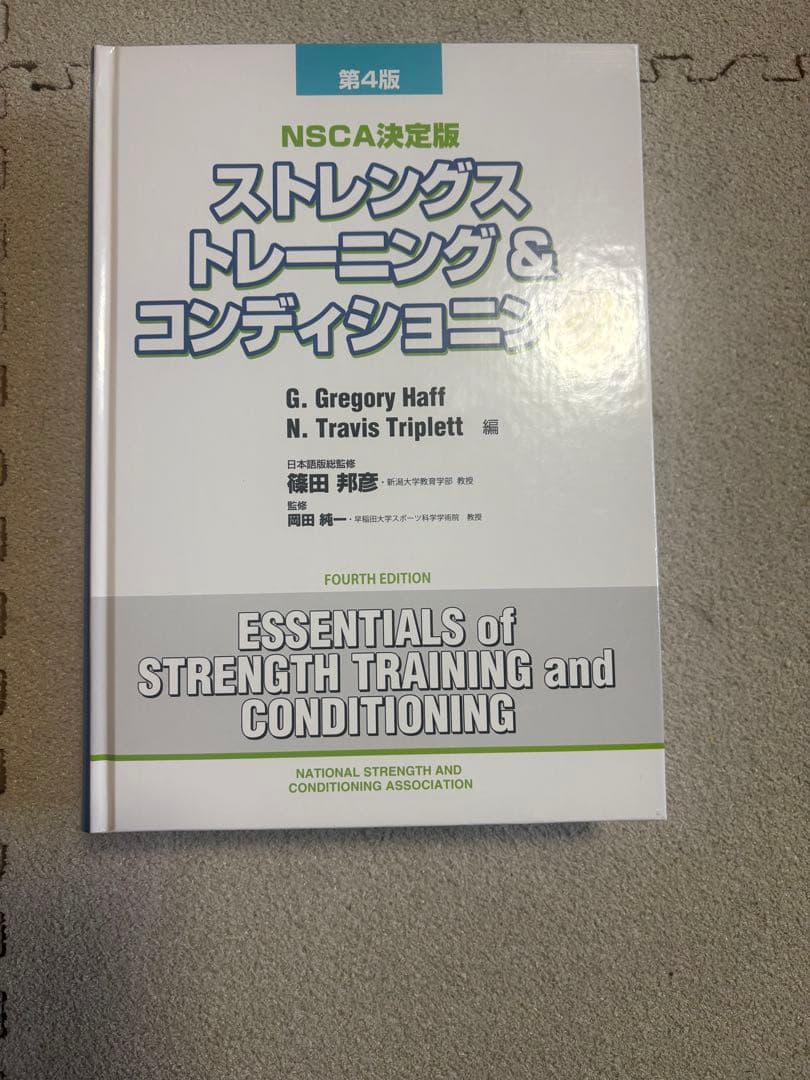 第4版
NSCA決定版
ストレングス
トレーニング&
コンディショニン
G. Gregory Haff
N. Travis Triplett 編
日本語版総監修
篠田 邦彦・新潟大学教育学部 教授
監修
岡田 純一・早稲田大学スポーツ科学学術院 教授
FOURTH EDITION
ESSENTIALS of
STRENGTH TRAINING and
CONDITIONING
NATIONAL STRENGTH AND
CONDITIONING ASSOCIATION